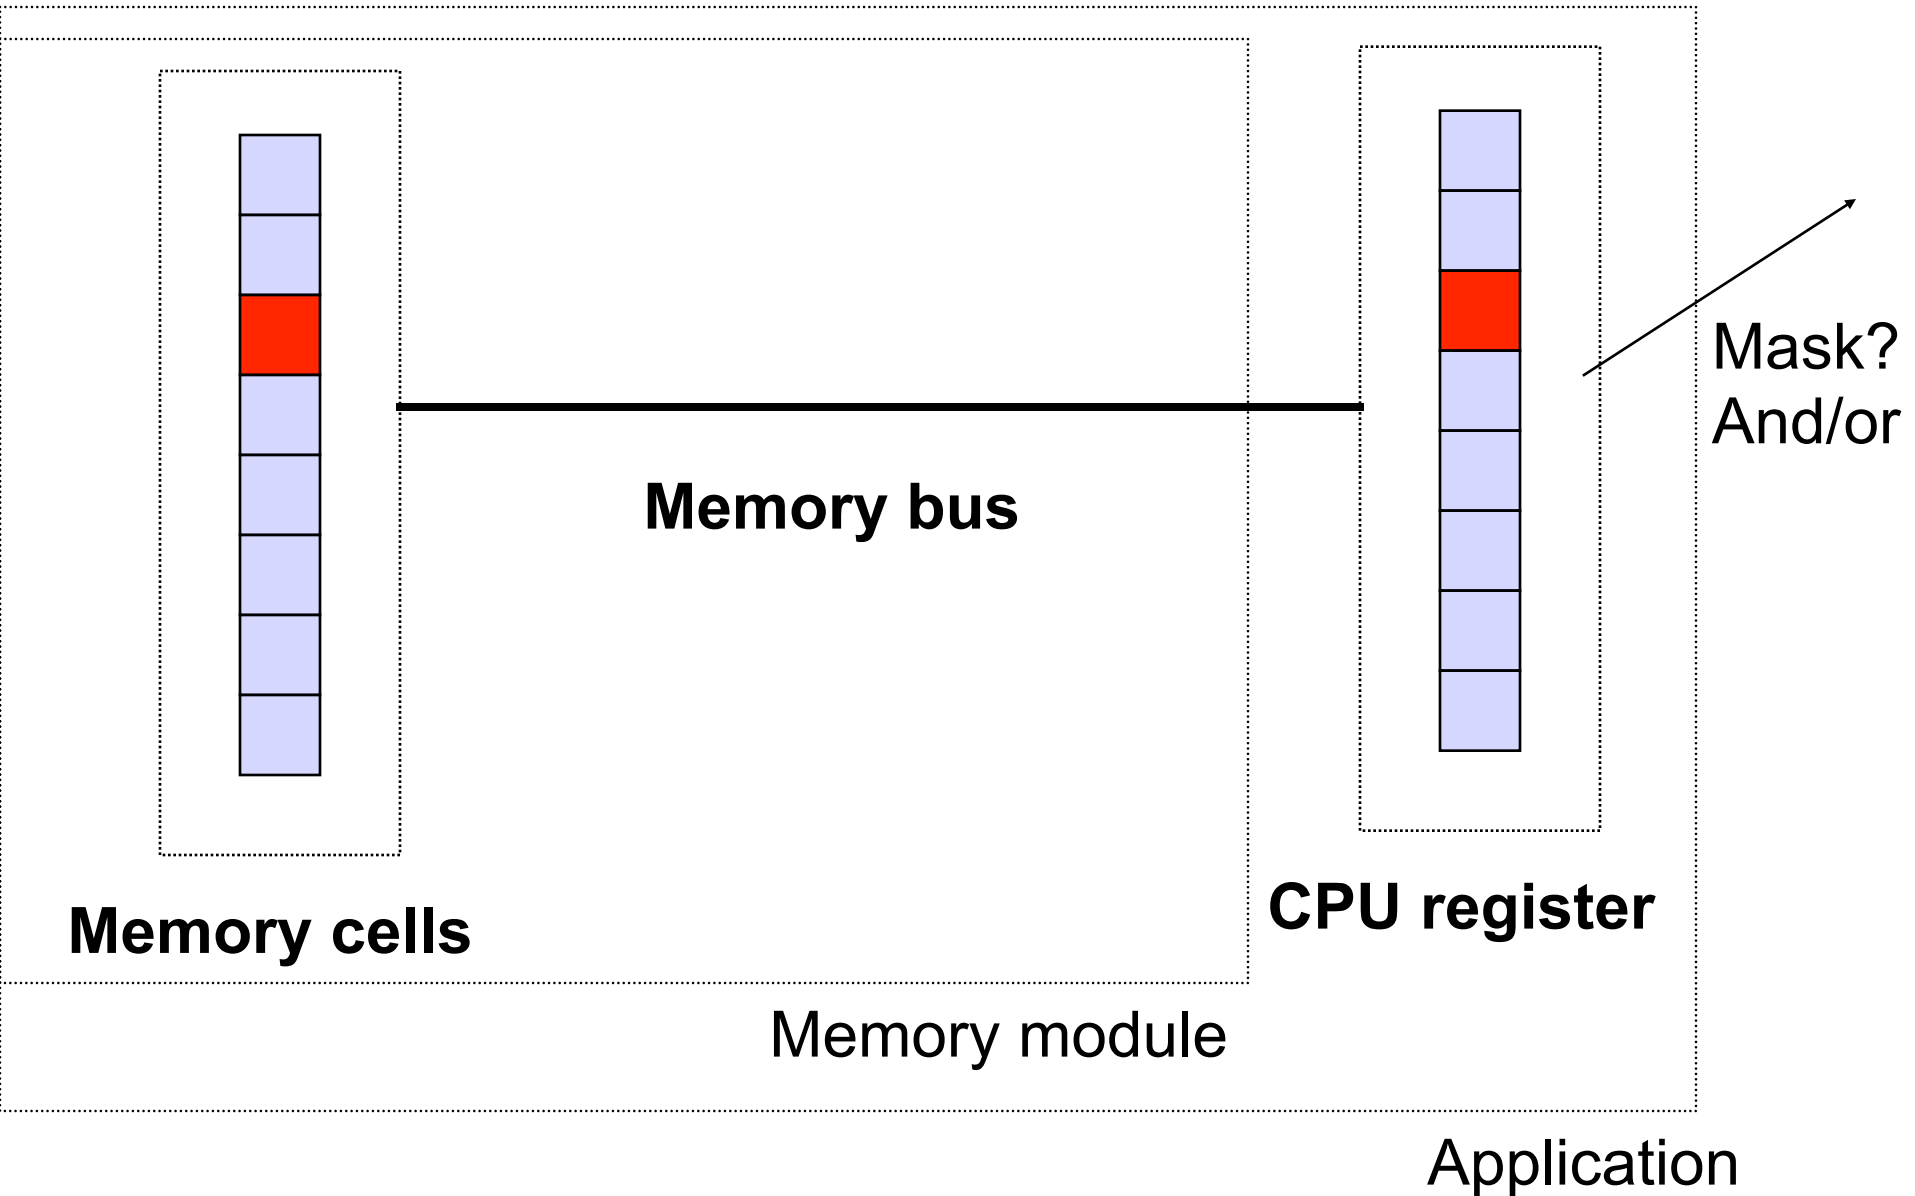 Mask?
And/or
Memory bus
CPU register
Memory cells
Memory module
Application